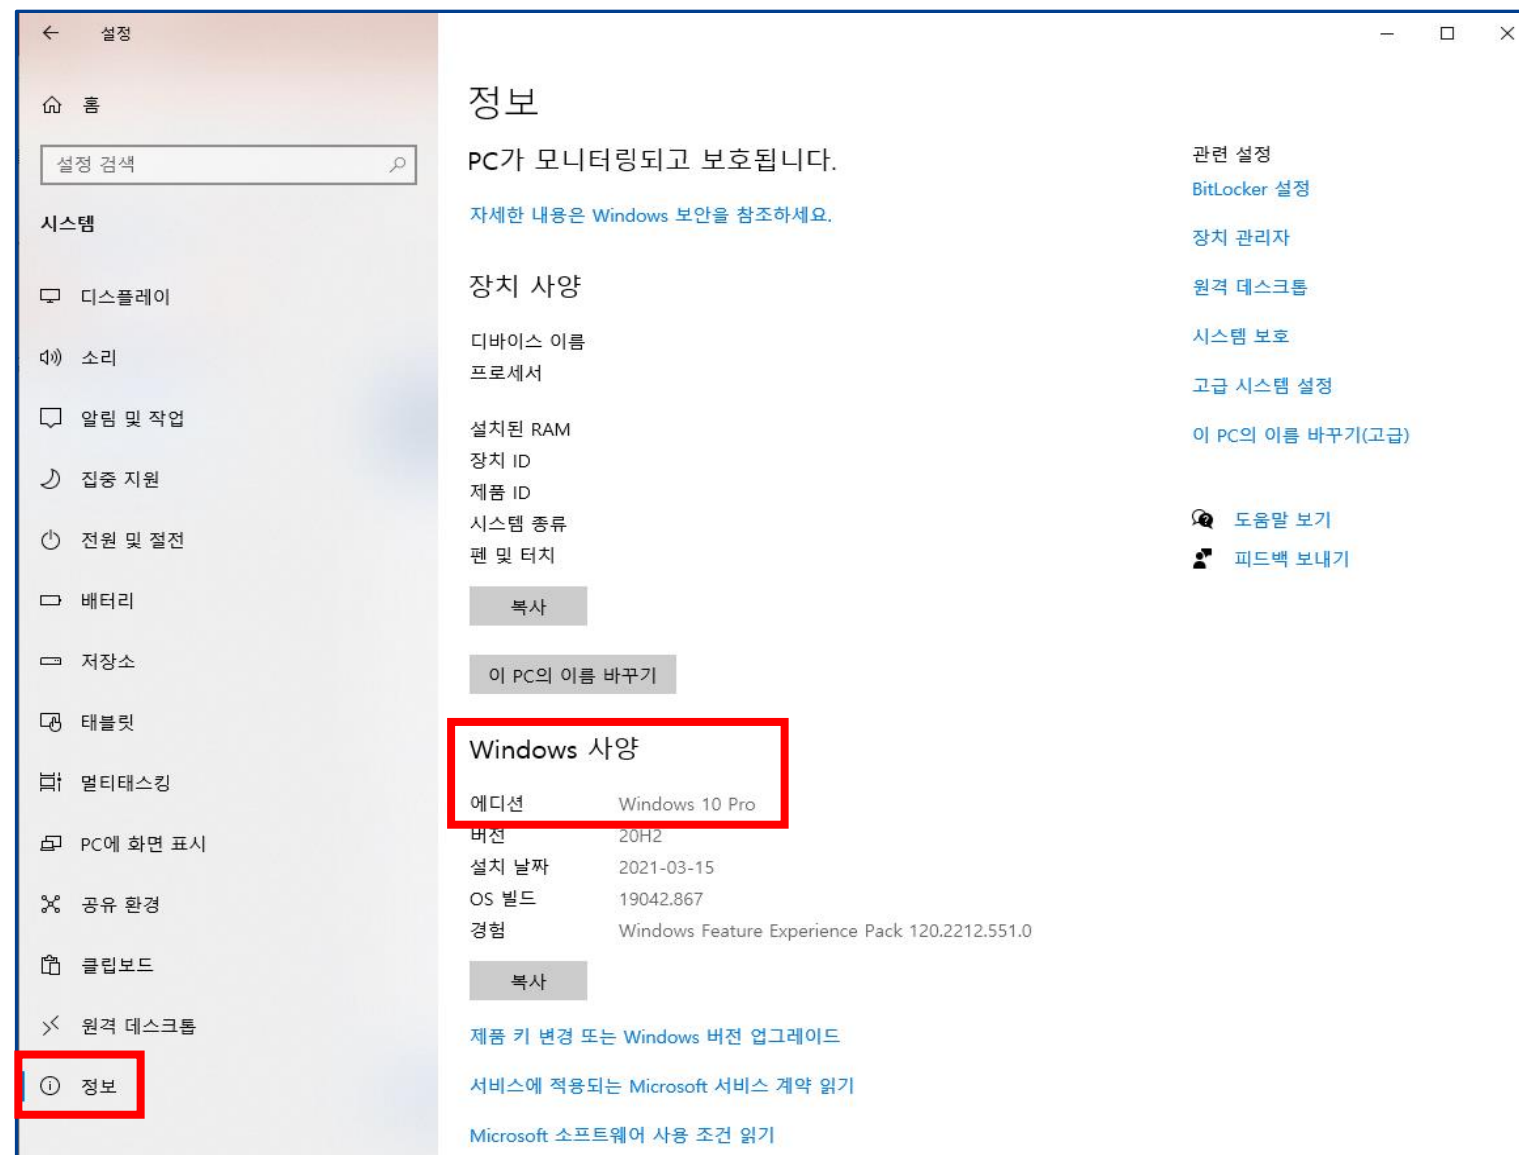 설정
홈
설정 검색
시스템
디스플레이
소리
알림 및 작업
집중 지원
전원 및 절전
배터리
저장소
태블릿
멀티태스킹
PC에 화면 표시
공유 환경
클립보드
원격 데스크톱
정보
정보
PC가 모니터링되고 보호됩니다.
자세한 내용은 Windows 보안을 참조하세요.
장치 사양
디바이스 이름
프로세서
설치된 RAM
장치 ID
제품 ID
시스템 종류
펜 및 터치
복사
이 PC의 이름 바꾸기
Windows 사양
에디션 Windows 10 Pro
버전 20H2
설치 날짜 2021-03-15
OS 빌드 19042.867
경험 Windows Feature Experience Pack 120.2212.551.0
복사
제품 키 변경 또는 Windows 버전 업그레이드
서비스에 적용되는 Microsoft 서비스 계약 읽기
Microsoft 소프트웨어 사용 조건 읽기
관련 설정
BitLocker 설정
장치 관리자
원격 데스크톱
시스템 보호
고급 시스템 설정
이 PC의 이름 바꾸기(고급)
도움말 보기
피드백 보내기